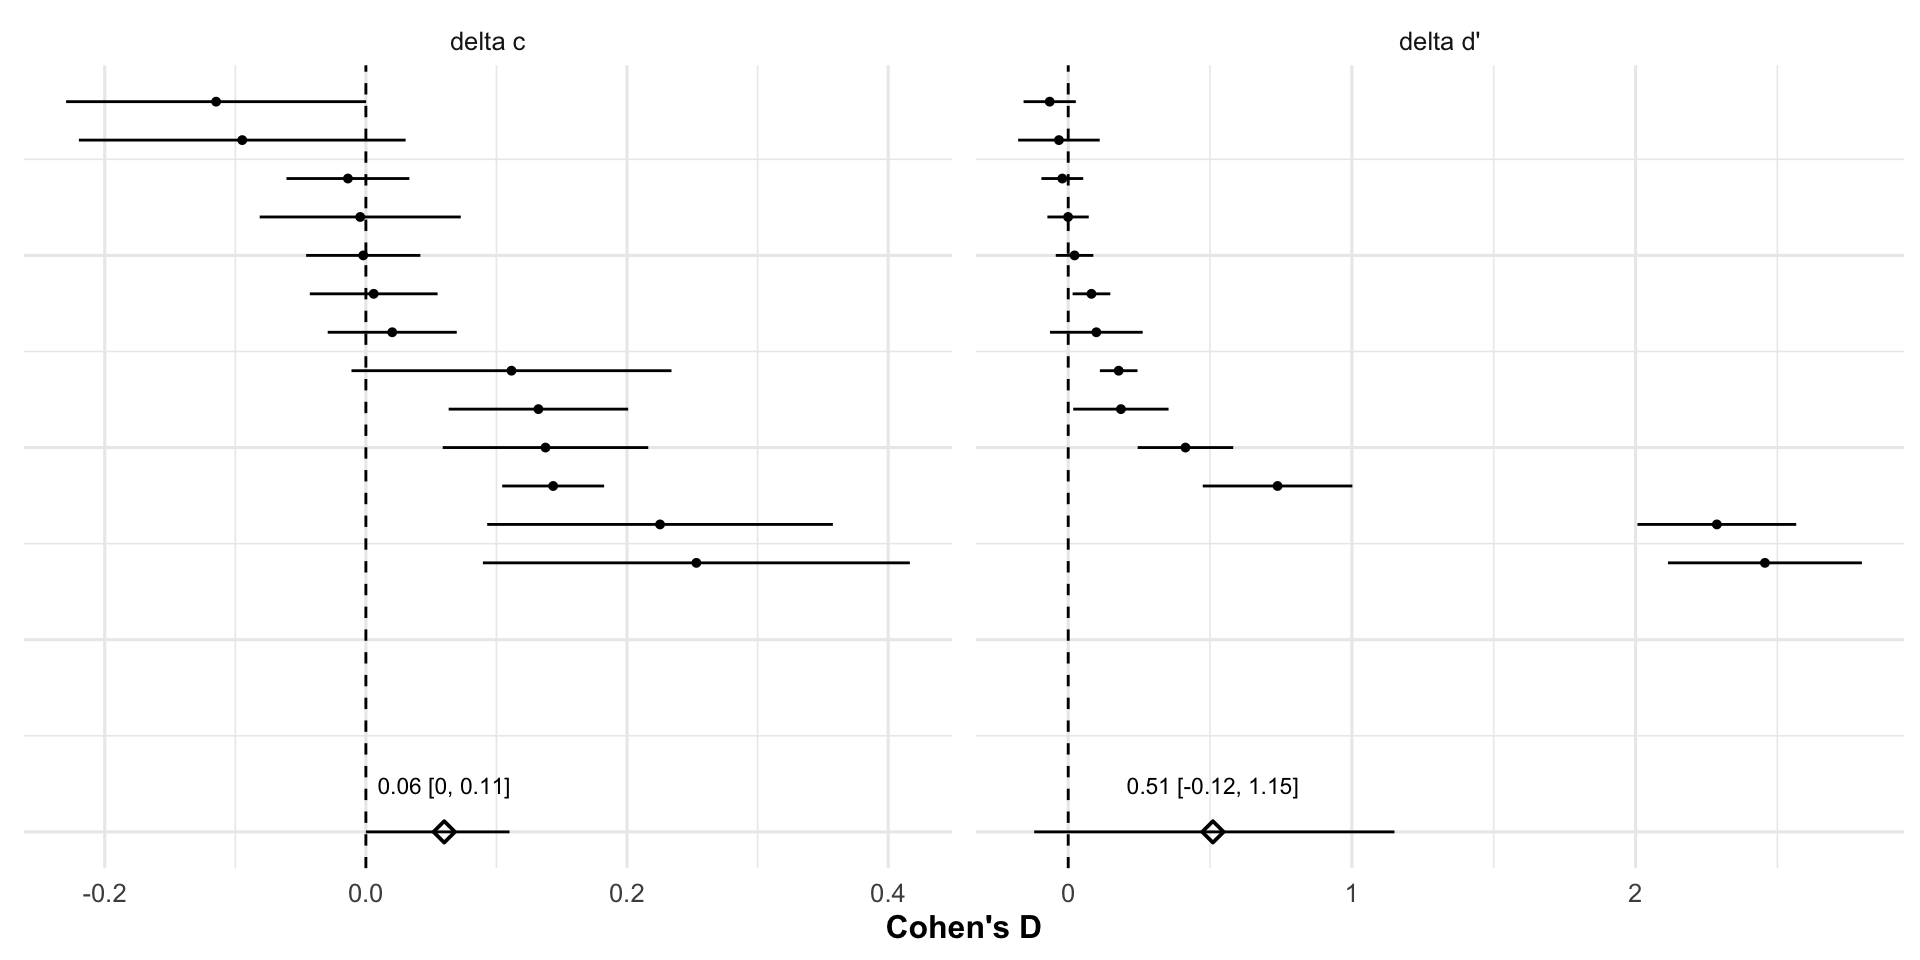 delta c
delta d'
0.06 [0, 0.11]
0.51 [-0.12, 1.15]
-0.2 0.0 0.2 0.4
0 1 2
Cohen's D